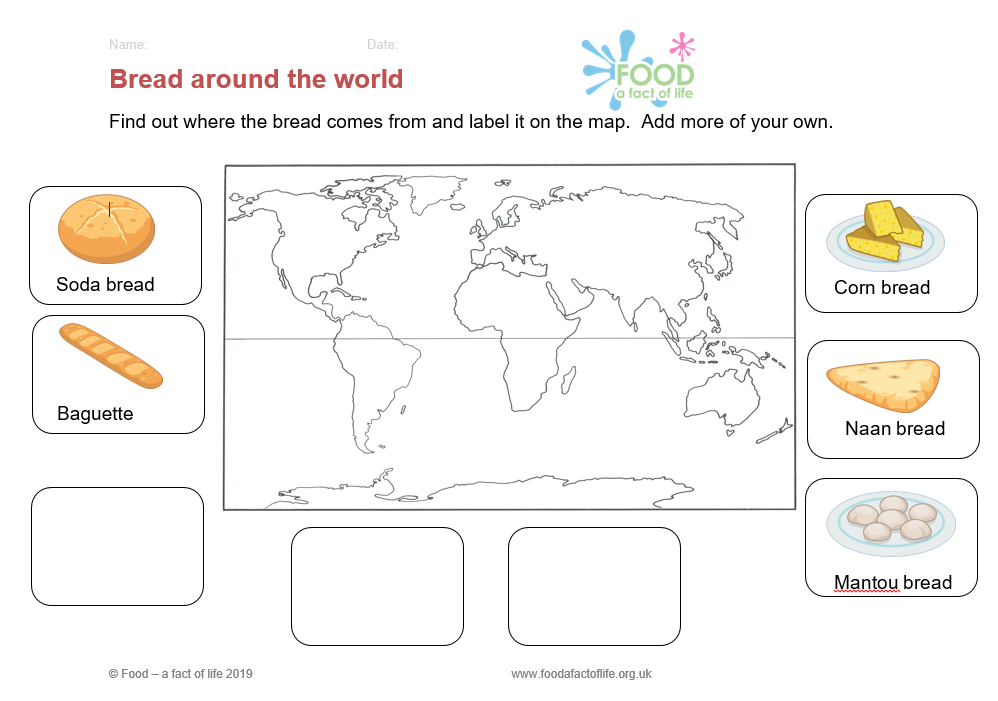 Name:
Date:
FOOD
a fact of life
Bread around the world
Find out where the bread comes from and label it on the map.  Add more of your own.
Soda bread
Baguette
Corn bread
Naan bread
Mantou bread
© Food – a fact of life 2019
www.foodafactoflife.org.uk